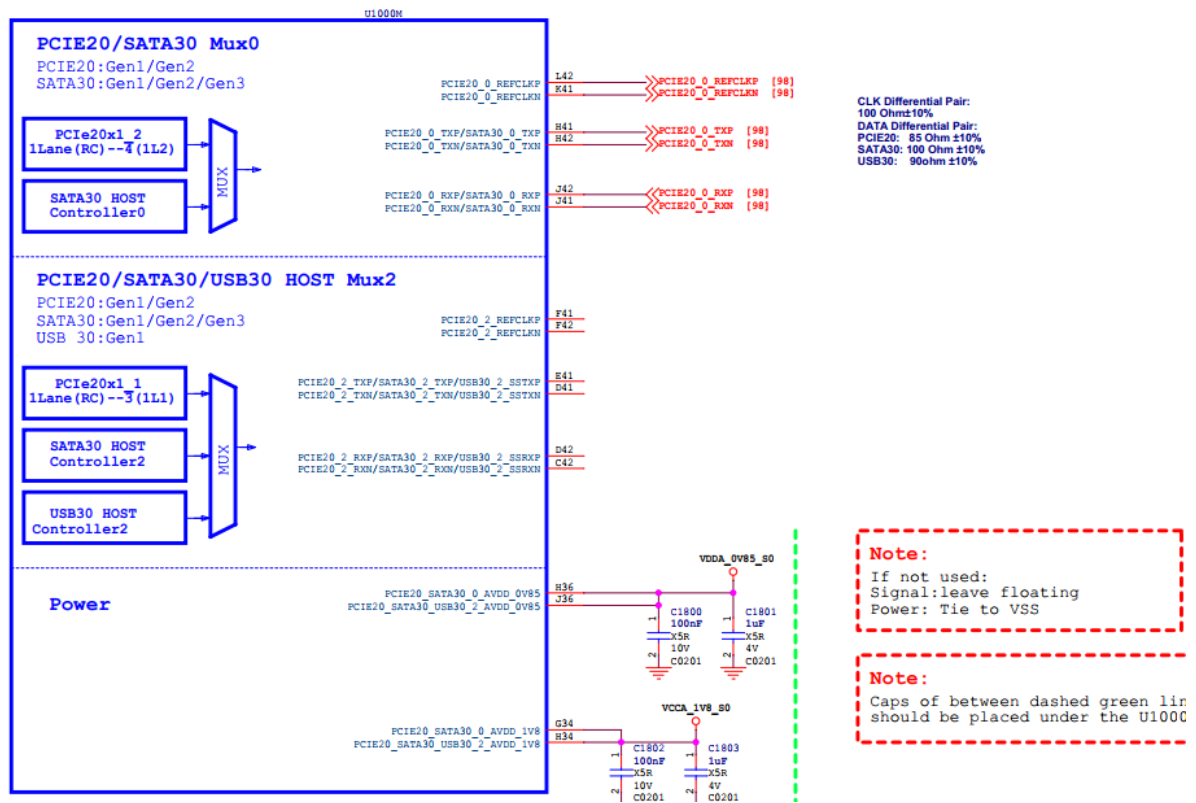 U1000M
PCIE20/SATA30 Mux0
PCIE20:Gen1/Gen2
SATA30:Gen1/Gen2/Gen3
PCIe20x1_2
1Lane(RC)--4(1L2)
SATA30 HOST
Controller0
MUX
PCIE20_0_REFCLKP L42 PCIE20_0_REFCLKP [98]
PCIE20_0_REFCLKN K41 PCIE20_0_REFCLKN [98]
PCIE20_0_TXP/SATA30_0_TXP H41 PCIE20_0_TXP [98]
PCIE20_0_TXN/SATA30_0_TXN H42 PCIE20_0_TXN [98]
PCIE20_0_RXP/SATA30_0_RXP J42 PCIE20_0_RXP [98]
PCIE20_0_RXN/SATA30_0_RXN J41 PCIE20_0_RXN [98]
CLK Differential Pair:
100 Ohm±10%
DATA Differential Pair:
PCIE20: 85 Ohm ±10%
SATA30: 100 Ohm ±10%
USB30: 90ohm ±10%
PCIE20/SATA30/USB30 HOST Mux2
PCIE20:Gen1/Gen2
SATA30:Gen1/Gen2/Gen3
USB 30:Gen1
PCIe20x1_1
1Lane(RC)--3(1L1)
SATA30 HOST
Controller2
USB30 HOST
Controller2
MUX
PCIE20_2_REFCLKP F41
PCIE20_2_REFCLKN F42
PCIE20_2_TXP/SATA30_2_TXP/USB30_2_SSTXP E41
PCIE20_2_TXN/SATA30_2_TXN/USB30_2_SSTXN D41
PCIE20_2_RXP/SATA30_2_RXP/USB30_2_SSRXP D42
PCIE20_2_RXN/SATA30_2_RXN/USB30_2_SSRXN C42
Power
PCIE20_SATA30_0_AVDD_0V85 H36
PCIE20_SATA30_USB30_2_AVDD_0V85 J36
VDDA_0V85_S0
1 C1800
100nF
X5R
10V
2 C0201
1 C1801
1uF
X5R
4V
2 C0201
PCIE20_SATA30_0_AVDD_1V8 G34
PCIE20_SATA30_USB30_2_AVDD_1V8 H34
VCCA_1V8_S0
1 C1802
100nF
X5R
10V
2 C0201
1 C1803
1uF
X5R
4V
2 C0201
Note:
If not used:
Signal:leave floating
Power: Tie to VSS
Note:
Caps of between dashed green
should be placed under the U1000